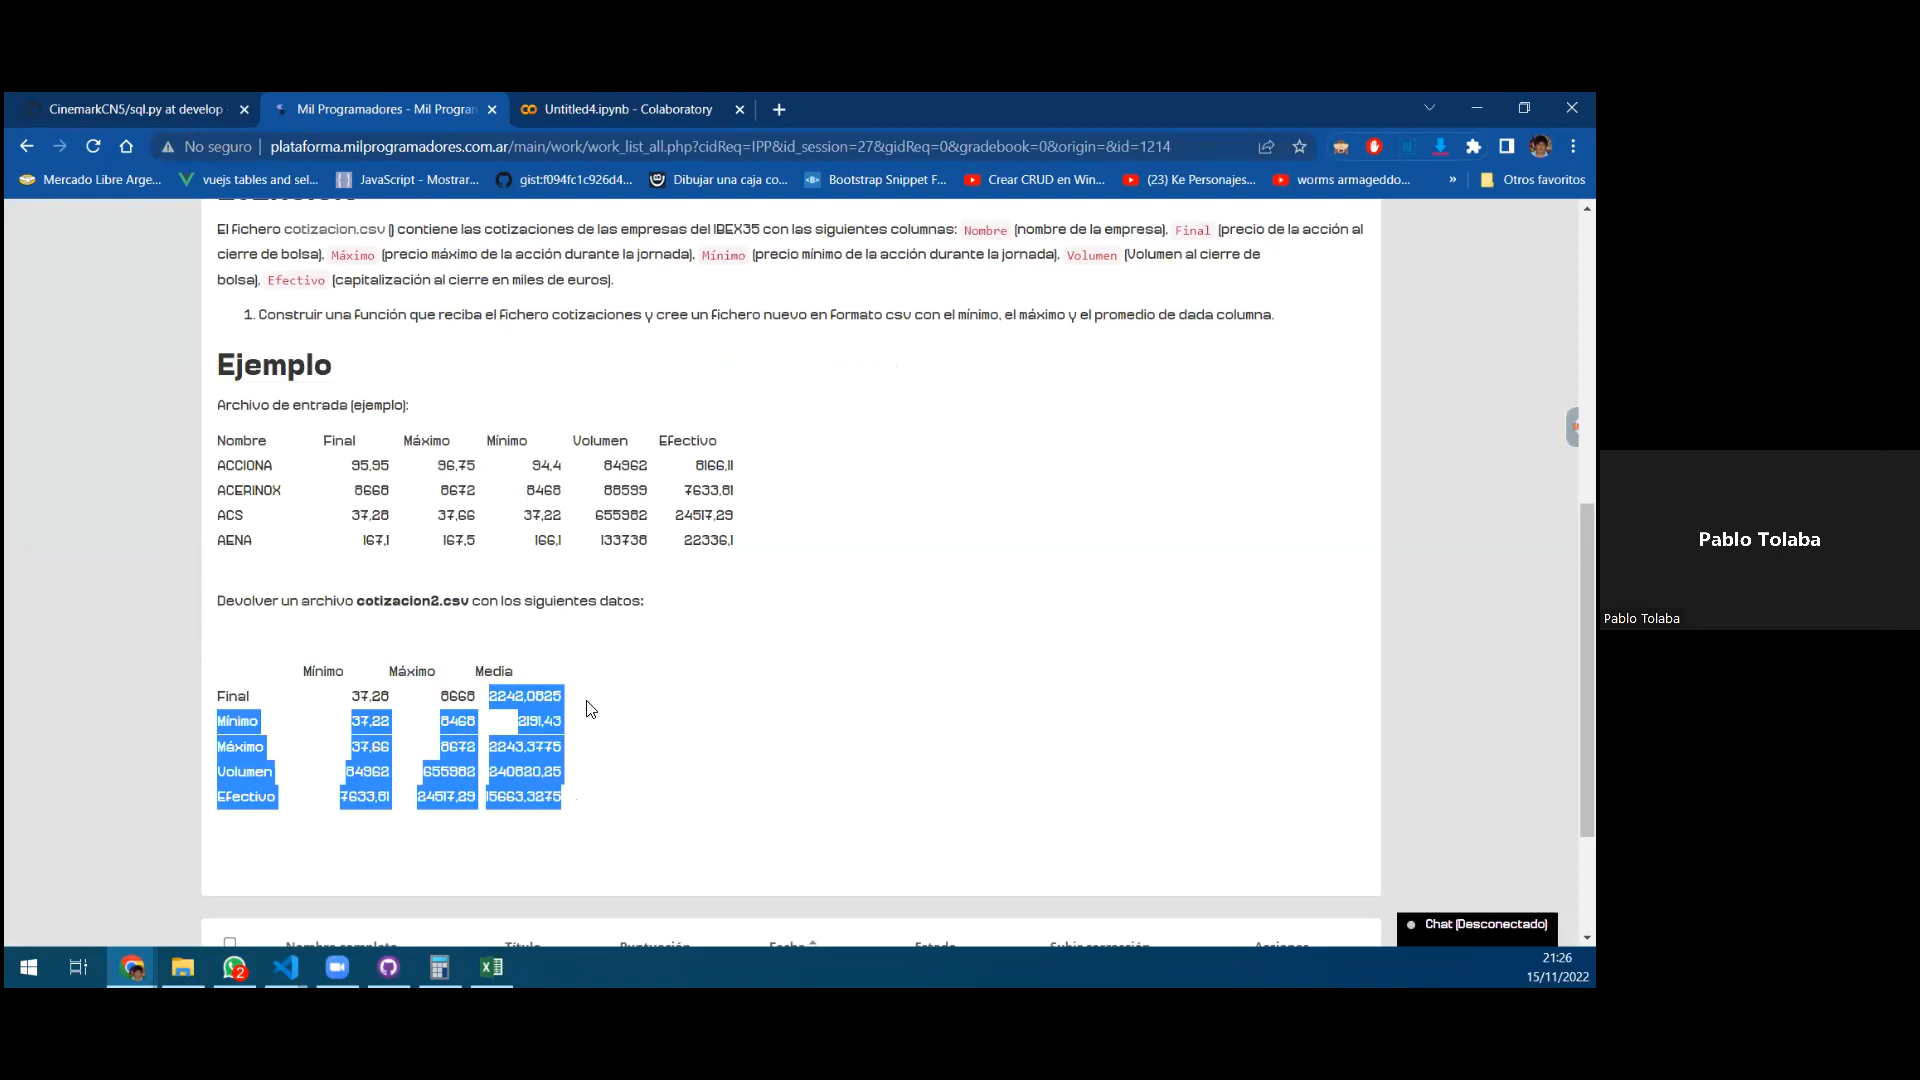 CinemarkCN5/sql.py at develop
Mil Programadores - Mil Progran
Untitled4.ipynb - Colaboratory
No seguro
plataforma.milprogramadores.com.ar/main/work/work_list_all.php?cidReq=IPP&id_session=27&gidReq=0&gradebook=0&origin=&id=1214
Mercado Libre Arge...
vuejs tables and sel...
JavaScript - Mostrar...
gist:f094fc1c926d4...
Dibujar una caja co...
Bootstrap Snippet F...
Crear CRUD en Win...
(23) Ke Personajes...
worms armageddo...
»
Otros favoritos
El fichero cotizacion.csv () contiene las cotizaciones de las empresas del IBEX35 con las siguientes columnas: Nombre (nombre de la empresa), Final (precio de la acción al
cierre de bolsa), Máximo (precio máximo de la acción durante la jornada), Mínimo (precio mínimo de la acción durante la jornada), Volumen (Volumen al cierre de
bolsa), Efectivo (capitalización al cierre en miles de euros).
1. Construir una función que reciba el fichero cotizaciones y cree un fichero nuevo en formato csv con el mínimo, el máximo y el promedio de dada columna.
Ejemplo
Archivo de entrada (ejemplo):
Nombre Final Máximo Mínimo Volumen Efectivo
ACCIONA 95,95 96,75 94,4 84962 8166,11
ACERINOX 8668 8672 8468 88599 7633,81
ACS 37,28 37,66 37,22 655982 24517,29
AENA 167,1 167,5 166,1 133738 22336,1
Devolver un archivo cotizacion2.csv con los siguientes datos:
Mínimo Máximo Media
Final 37,28 8668 2242,0825
Mínimo 37,22 8468 2191,43
Máximo 37,66 8672 2243,3775
Volumen 84962 655982 240820,25
Efectivo 7633,81 24517,29 15663,3275
Chat (Desconectado)
Nombre completo Título Puntuación Fecha Estado Subir corrección Acciones
2
21:26
15/11/2022
Pablo Tolaba
Pablo Tolaba